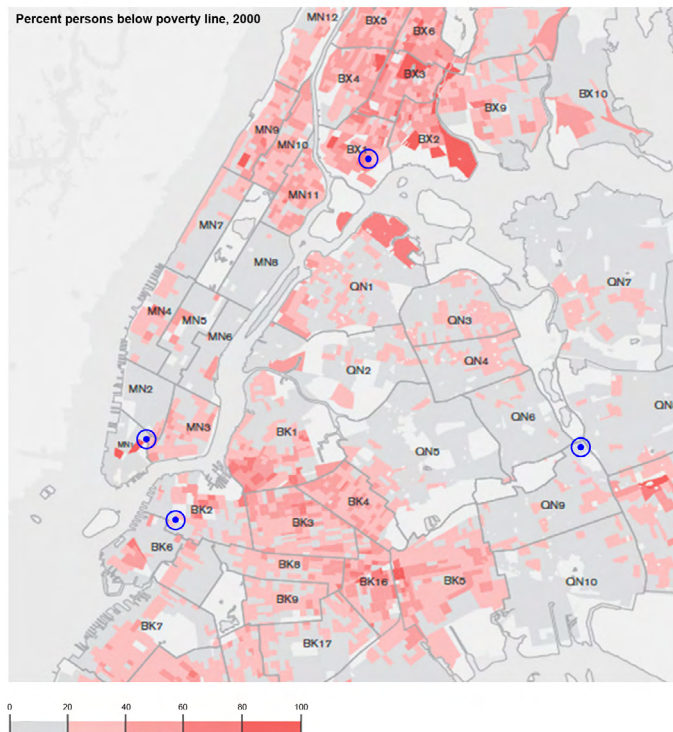 Percent persons below poverty line, 2000
MN12
BX5
BX6
BX4
BX3
BX9
BX10
MN9
MN10
BX2
MN11
MN7
MN8
QN7
QN1
MN4
MN5
QN3
MN6
QN4
QN2
MN2
QN6
MN3
BK1
QN5
BK4
BK2
QN9
BK3
BK6
BK8
BK16
BK5
QN10
BK9
BK7
BK17
0 20 40 60 80 100